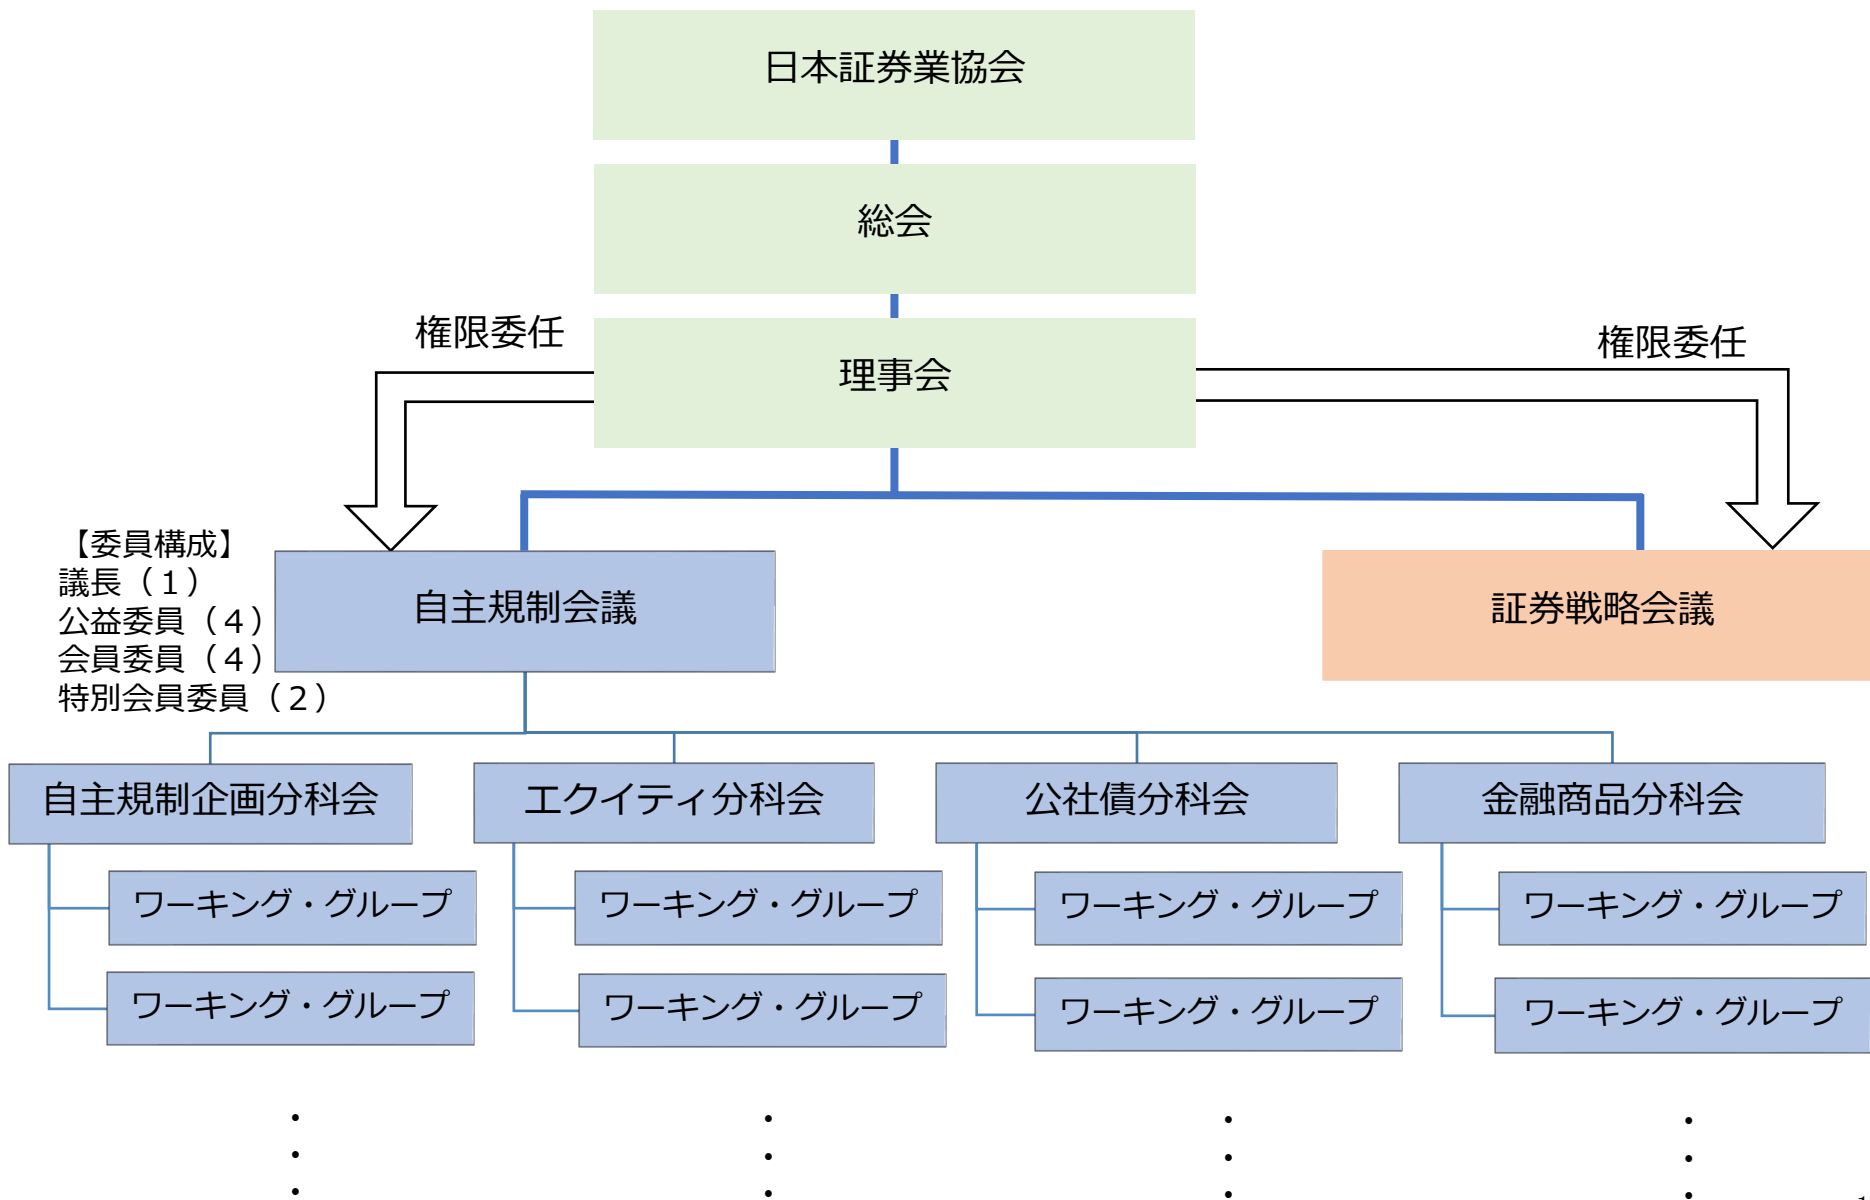 日本証券業協会
総会
権限委任
理事会
権限委任
【委員構成】
議長（１）
公益委員（４）
会員委員（４）
特別会員委員（２）
自主規制会議
証券戦略会議
自主規制企画分科会
エクイティ分科会
公社債分科会
金融商品分科会
ワーキング・グループ
ワーキング・グループ
ワーキング・グループ
ワーキング・グループ
ワーキング・グループ
ワーキング・グループ
ワーキング・グループ
ワーキング・グループ
・ ・ ・ ・
・ ・ ・ ・
・ ・ ・ ・